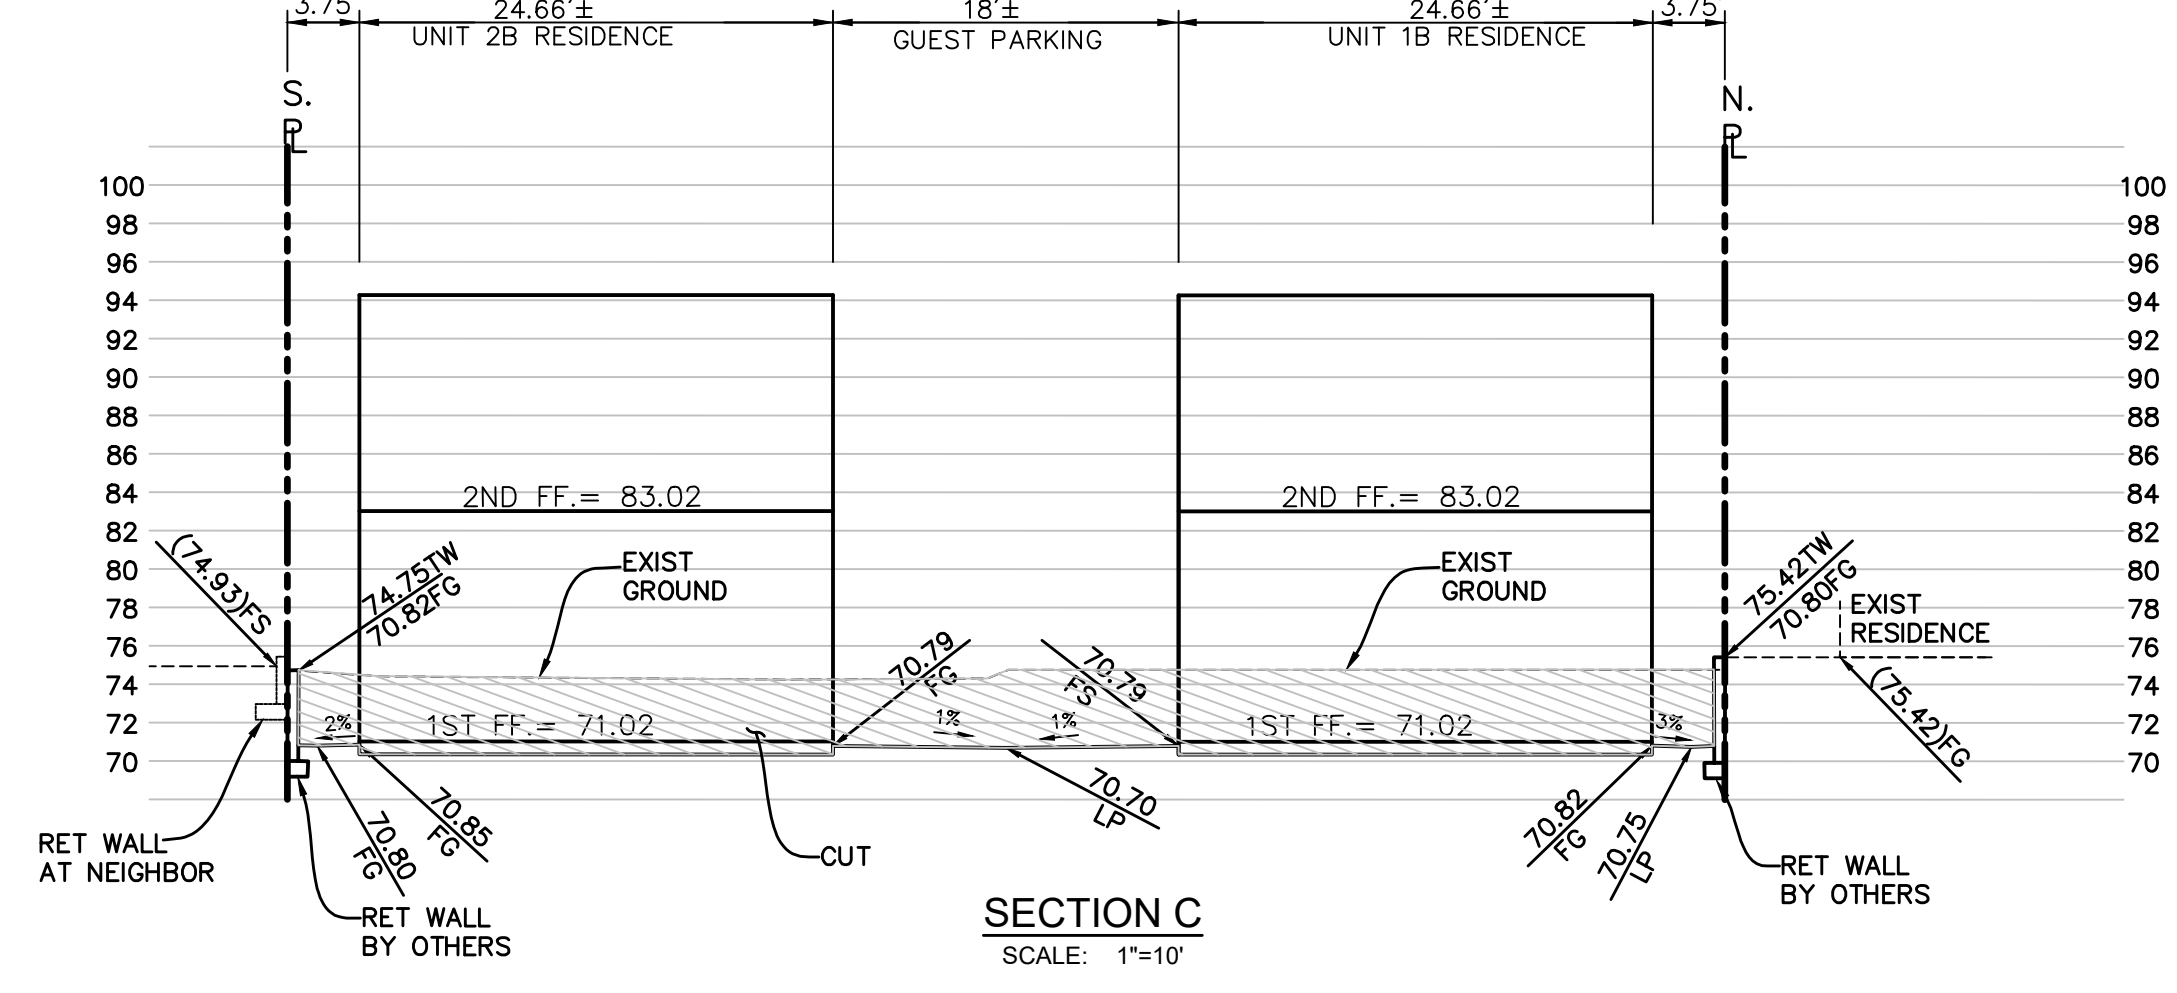 3.75
24.66'±
18'±
24.66'±
3.75
UNIT 2B RESIDENCE
GUEST PARKING
UNIT 1B RESIDENCE
S.
PL
N.
PL
100
98
96
94
92
90
88
86
84
82
80
78
76
74
72
70
100
98
96
94
92
90
88
86
84
82
80
78
76
74
72
70
2ND FF.= 83.02
2ND FF.= 83.02
(74.93)FS
74.75TW
70.82FG
EXIST
GROUND
EXIST
GROUND
75.42TW
70.80FG
EXIST
RESIDENCE
(75.42)FG
70.79
FG
70.79
FS
2%
1ST FF.= 71.02
1%
1%
1ST FF.= 71.02
3%
RET WALL
AT NEIGHBOR
70.80
FG
70.85
FG
RET WALL
BY OTHERS
CUT
70.70
LP
70.82
FG
70.75
LP
RET WALL
BY OTHERS
SECTION C
SCALE: 1"=10'